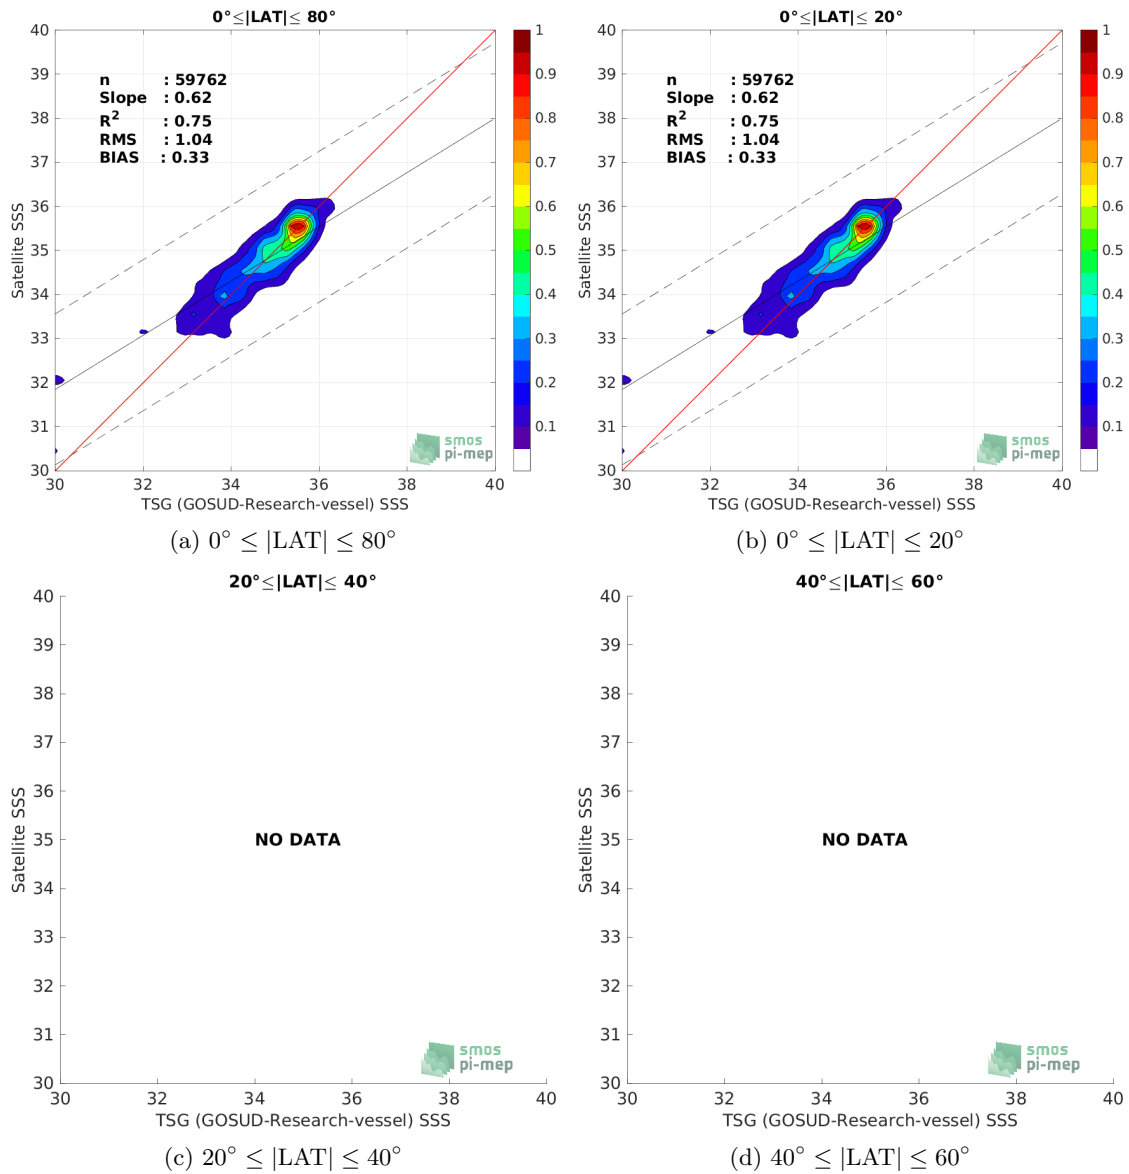 0°≤|LAT|≤ 80°
40
39
38
37
36
35
34
33
32
31
30
Satellite SSS
n : 59762
Slope : 0.62
R² : 0.75
RMS : 1.04
BIAS : 0.33
smos
pi-mep
30 32 34 36 38 40
TSG (GOSUD-Research-vessel) SSS
1
0.9
0.8
0.7
0.6
0.5
0.4
0.3
0.2
0.1
(a) 0° ≤ |LAT| ≤ 80°
0°≤|LAT|≤ 20°
40
39
38
37
36
35
34
33
32
31
30
Satellite SSS
n : 59762
Slope : 0.62
R² : 0.75
RMS : 1.04
BIAS : 0.33
smos
pi-mep
30 32 34 36 38 40
TSG (GOSUD-Research-vessel) SSS
1
0.9
0.8
0.7
0.6
0.5
0.4
0.3
0.2
0.1
(b) 0° ≤ |LAT| ≤ 20°
20°≤|LAT|≤ 40°
40
39
38
37
36
35
34
33
32
31
30
Satellite SSS
NO DATA
smos
pi-mep
30 32 34 36 38 40
TSG (GOSUD-Research-vessel) SSS
(c) 20° ≤ |LAT| ≤ 40°
40°≤|LAT|≤ 60°
40
39
38
37
36
35
34
33
32
31
30
Satellite SSS
NO DATA
smos
pi-mep
30 32 34 36 38 40
TSG (GOSUD-Research-vessel) SSS
(d) 40° ≤ |LAT| ≤ 60°